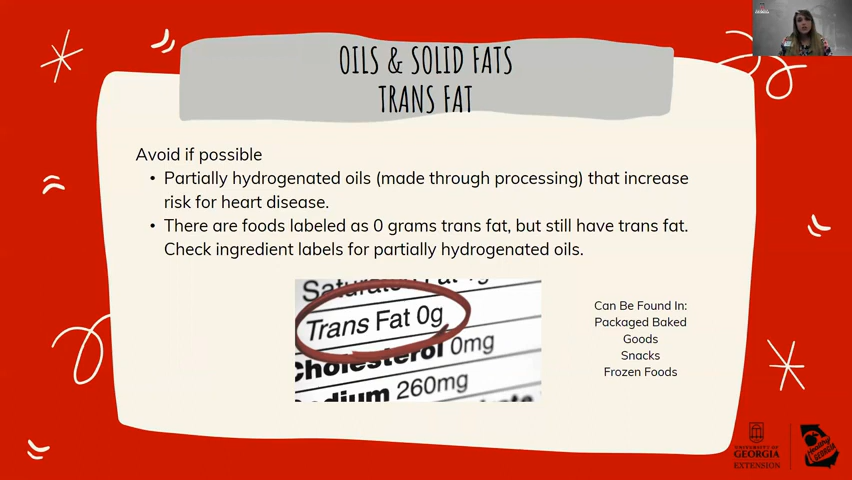 OILS & SOLID FATS
TRANS FAT
Avoid if possible
• Partially hydrogenated oils (made through processing) that increase
risk for heart disease.
• There are foods labeled as 0 grams trans fat, but still have trans fat.
Check ingredient labels for partially hydrogenated oils.
Trans Fat 0g
Cholesterol 0mg
dium 260mg
Can Be Found In:
Packaged Baked
Goods
Snacks
Frozen Foods
UNIVERSITY OF
GEORGIA
EXTENSION
GEORGIA